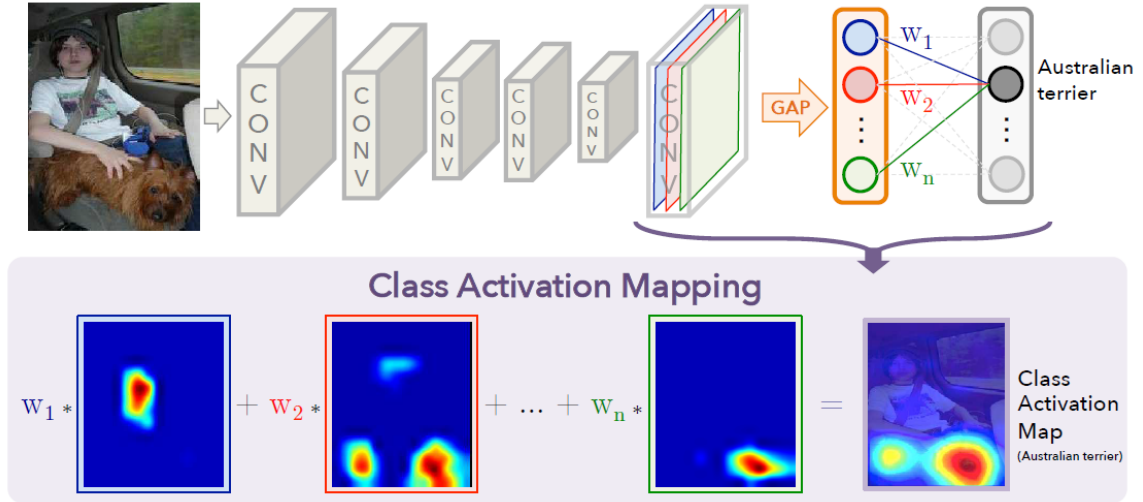 CONV
CONV
CONV
CONV
CONV
CONV
GAP
w1
w2
⋮
wn
⋮
Australian
terrier
Class Activation Mapping
w1 * + w2 * + ... + wn * =
Class
Activation
Map
(Australian terrier)